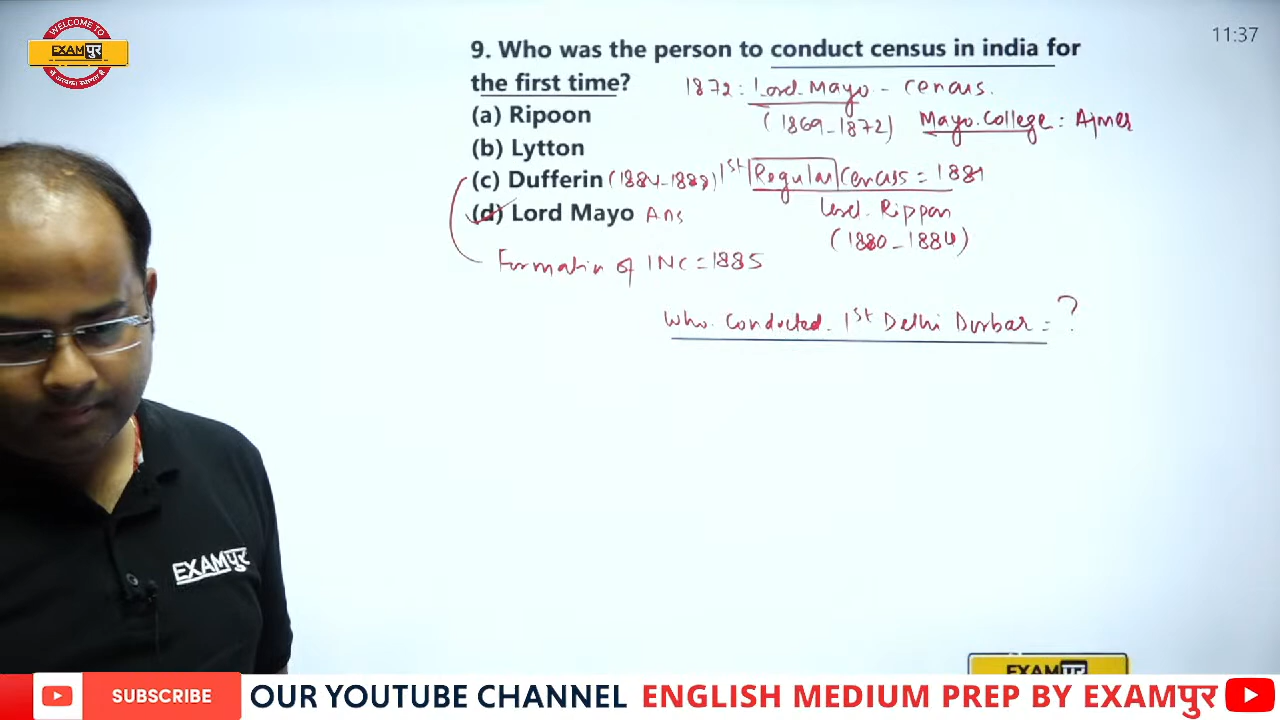 WELCOME TO
EXAMपुर
11:37
9. Who was the person to conduct census in india for
the first time?
1872: Lord Mayo - Census.
(1869-1872) Mayo College: Ajmer
(a) Ripoon
(b) Lytton
(c) Dufferin (1884-1888) 1st Regular Census = 1881
(d) Lord Mayo Ans
Lord. Rippon
(1880-1884)
Formation of INC = 1885
Who Conducted 1st Delhi Durbar = ?
EXAMपुर
EXAMपुर
SUBSCRIBE OUR YOUTUBE CHANNEL ENGLISH MEDIUM PREP BY EXAMपुर